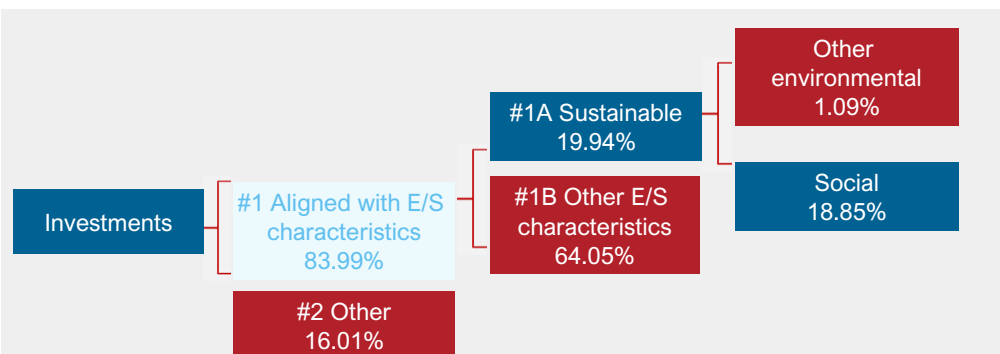 Investments
#1 Aligned with E/S
characteristics
83.99%
#2 Other
16.01%
#1A Sustainable
19.94%
#1B Other E/S
characteristics
64.05%
Other
environmental
1.09%
Social
18.85%